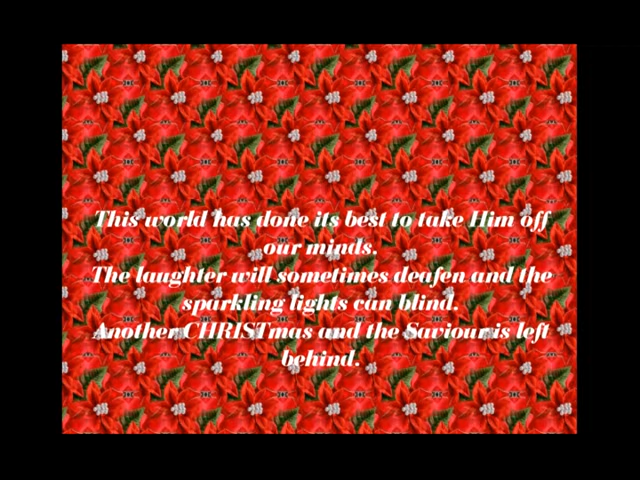 This world has done its best to take Him off
our minds.
The laughter will sometimes deafen and the
sparkling lights can blind.
Another CHRISTmas and the Saviour is left
behind.